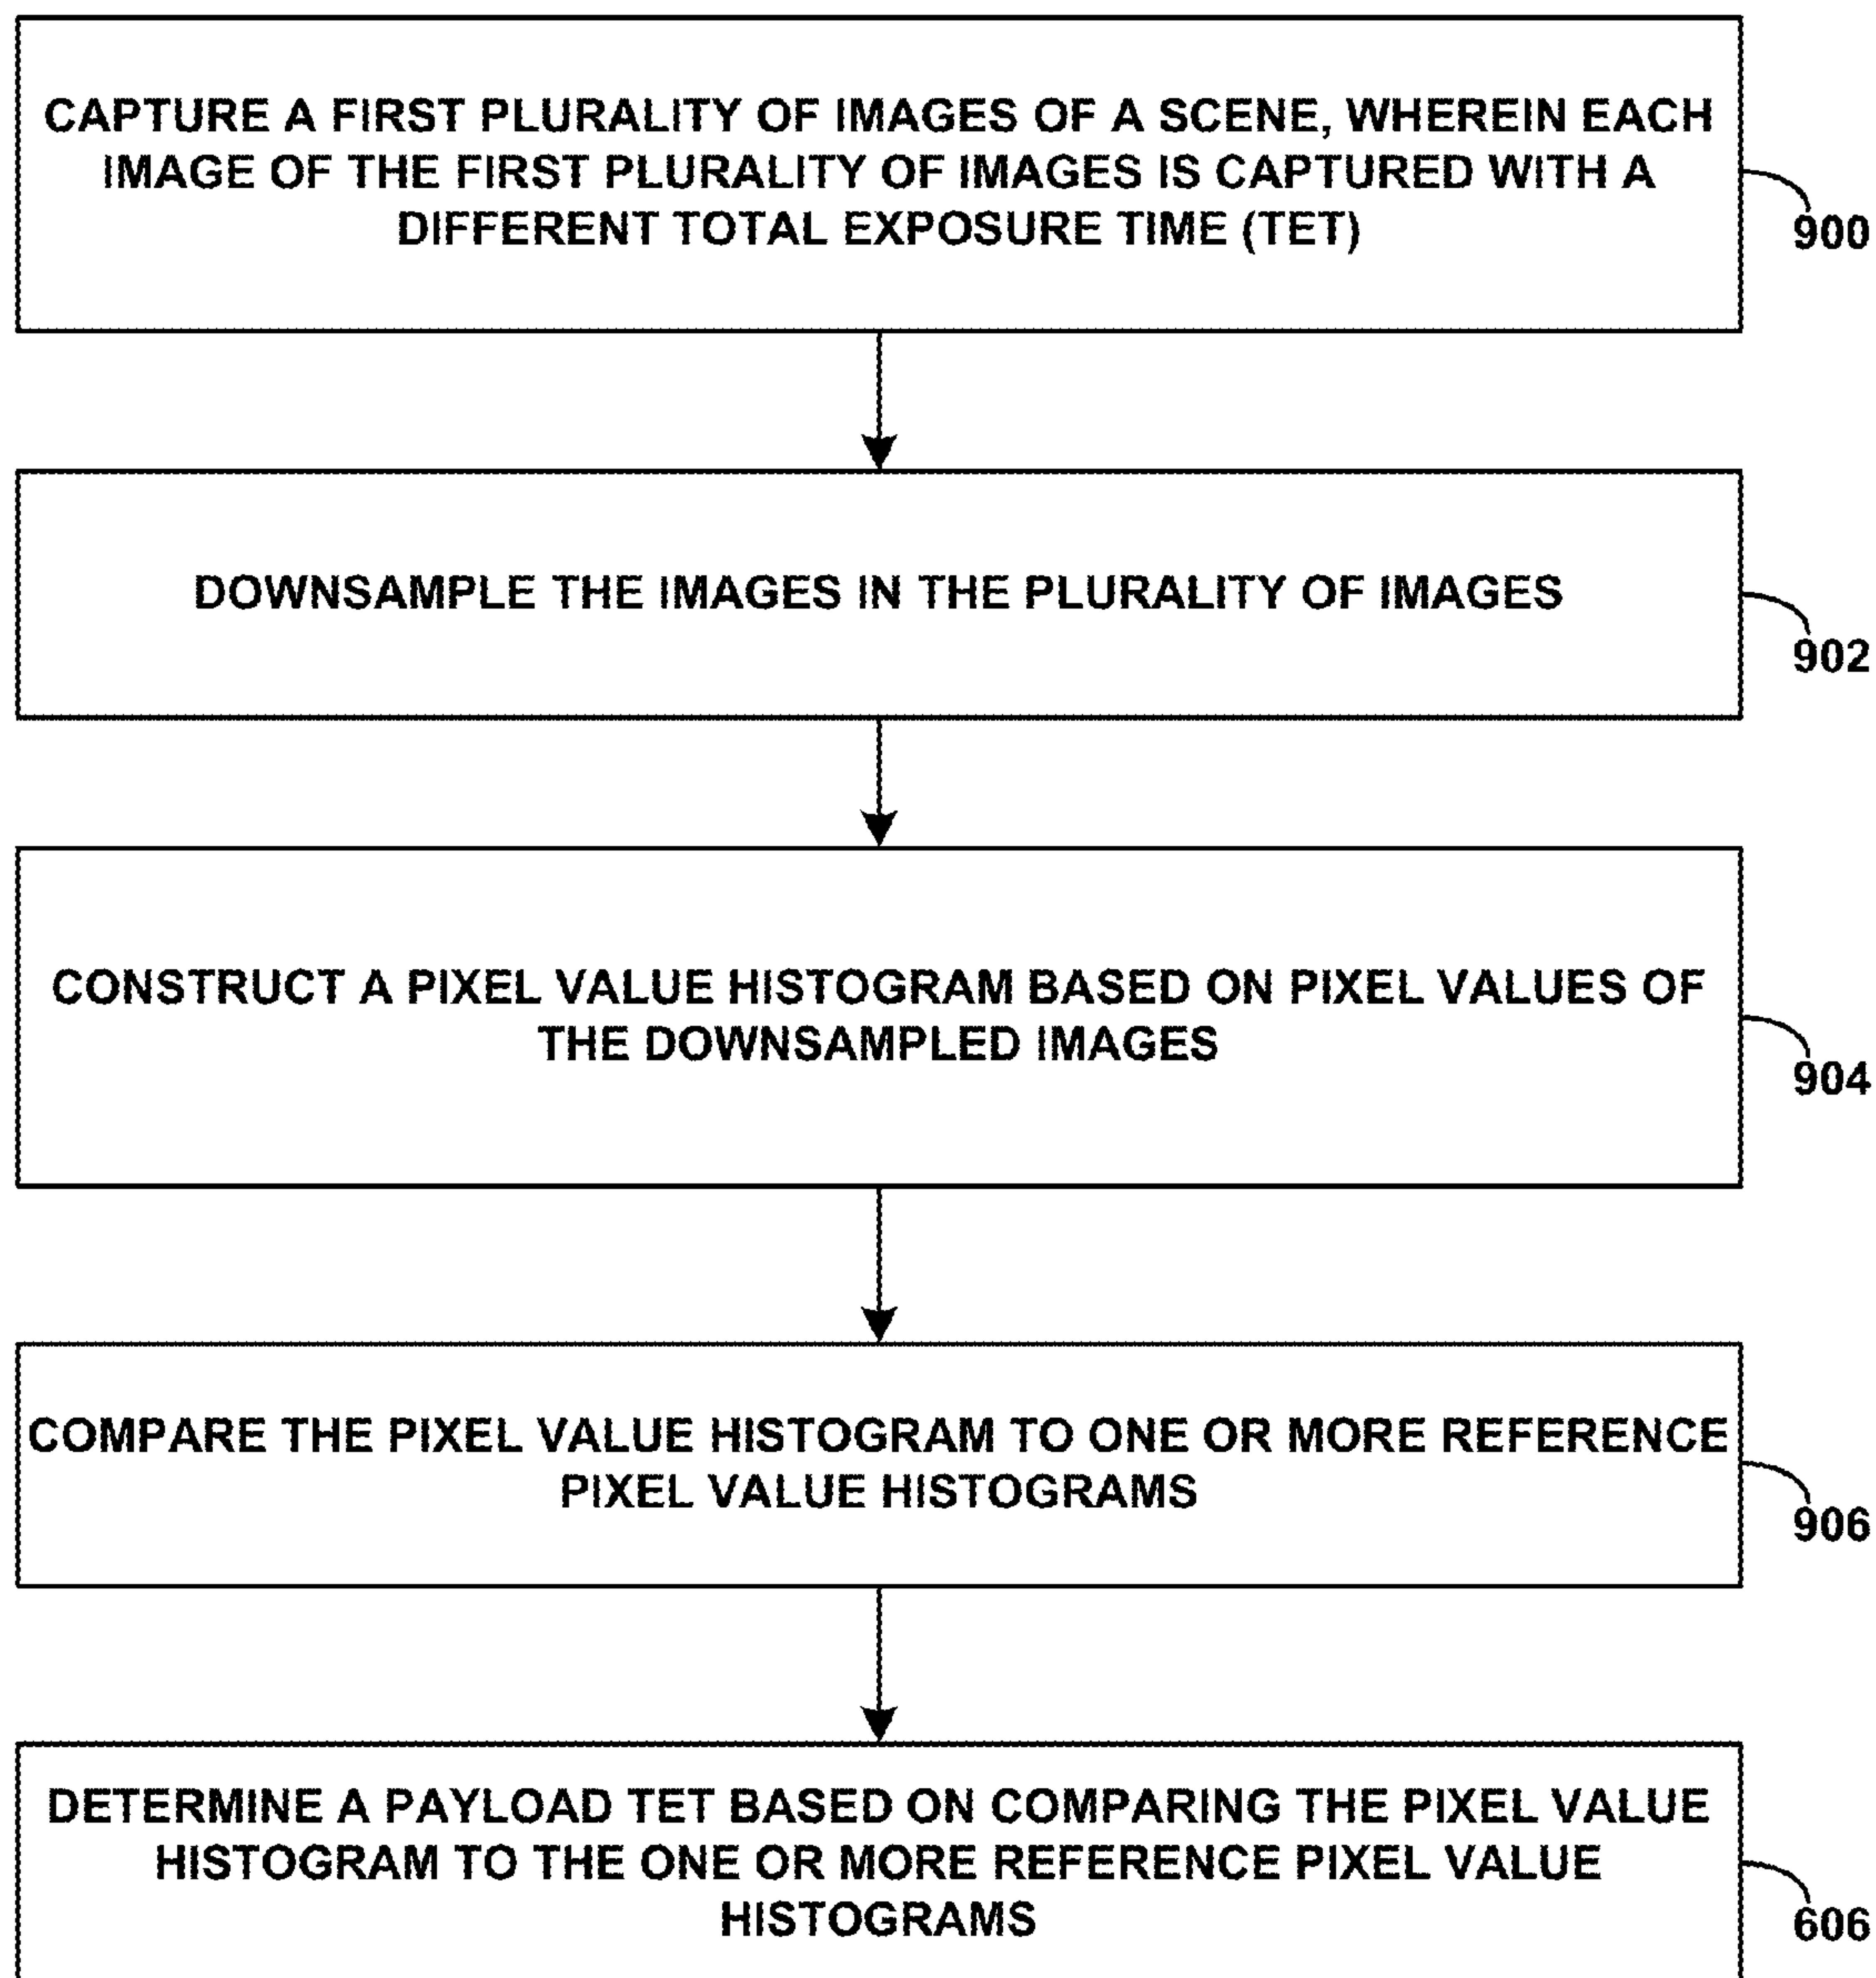 CAPTURE A FIRST PLURALITY OF IMAGES OF A SCENE, WHEREIN EACH
IMAGE OF THE FIRST PLURALITY OF IMAGES IS CAPTURED WITH A
DIFFERENT TOTAL EXPOSURE TIME (TET)
900
DOWNSAMPLE THE IMAGES IN THE PLURALITY OF IMAGES
902
CONSTRUCT A PIXEL VALUE HISTOGRAM BASED ON PIXEL VALUES OF
THE DOWNSAMPLED IMAGES
904
COMPARE THE PIXEL VALUE HISTOGRAM TO ONE OR MORE REFERENCE
PIXEL VALUE HISTOGRAMS
906
DETERMINE A PAYLOAD TET BASED ON COMPARING THE PIXEL VALUE
HISTOGRAM TO THE ONE OR MORE REFERENCE PIXEL VALUE
HISTOGRAMS
606